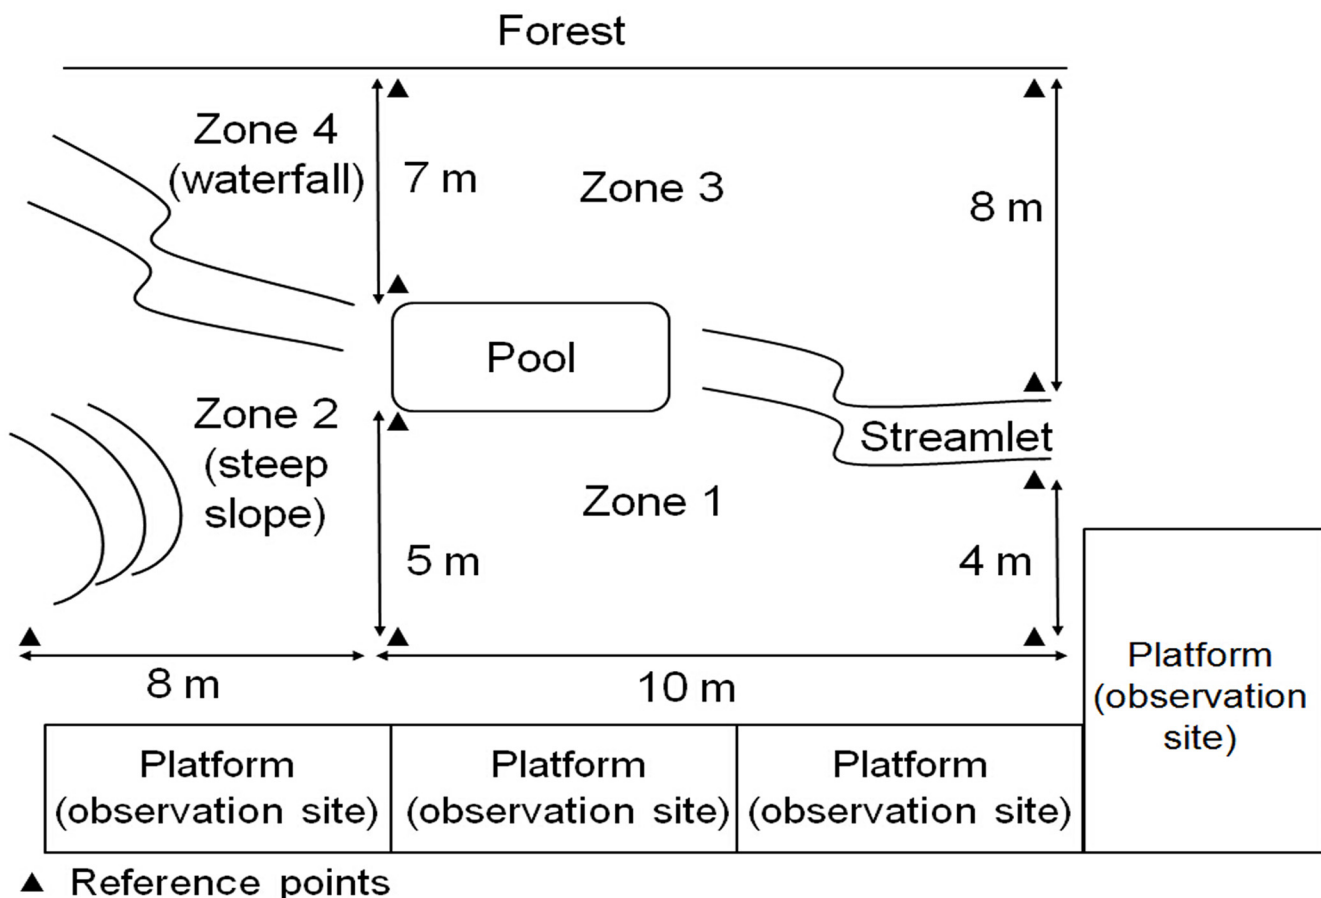 Forest
Zone 4
(waterfall)
7 m
Zone 3
8 m
Pool
Zone 2
(steep
slope)
Streamlet
Zone 1
5 m
4 m
8 m
10 m
Platform
(observation
site)
Platform
(observation site)
Platform
(observation site)
Platform
(observation site)
▲ Reference points